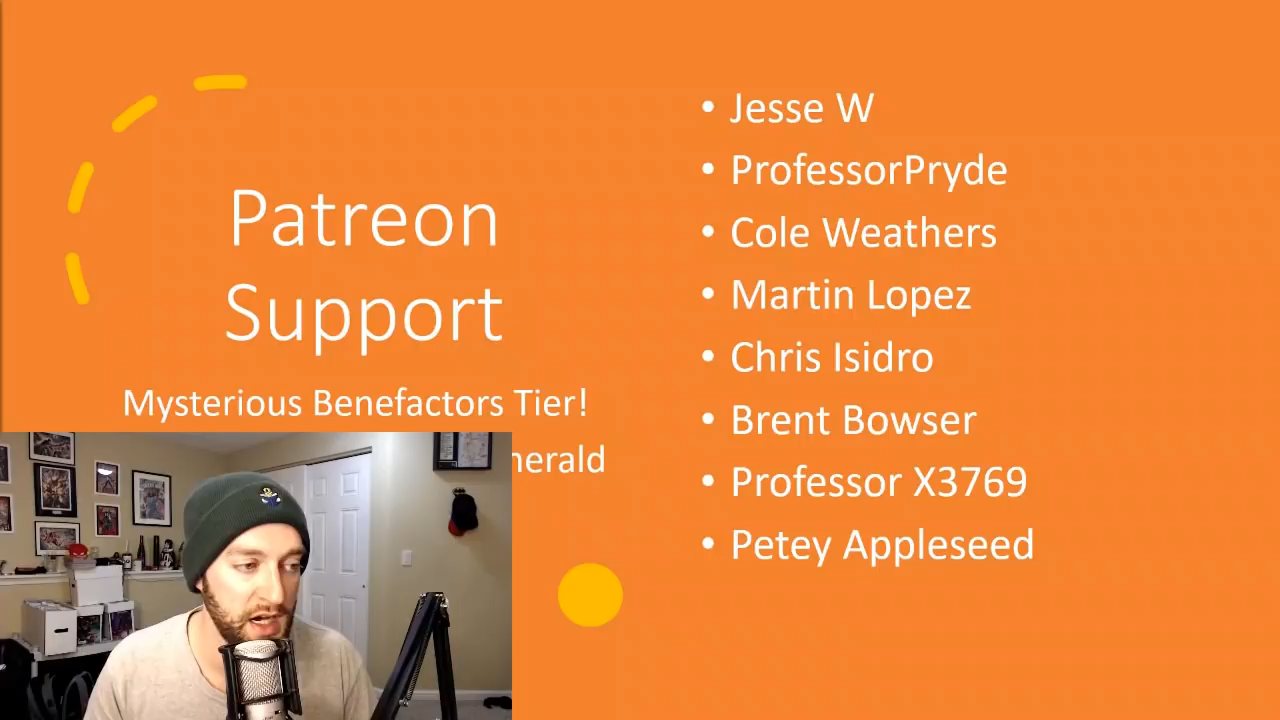 Patreon
Support
Mysterious Benefactors Tier!
• Jesse W
• ProfessorPryde
• Cole Weathers
• Martin Lopez
• Chris Isidro
• Brent Bowser
• Professor X3769
• Petey Appleseed